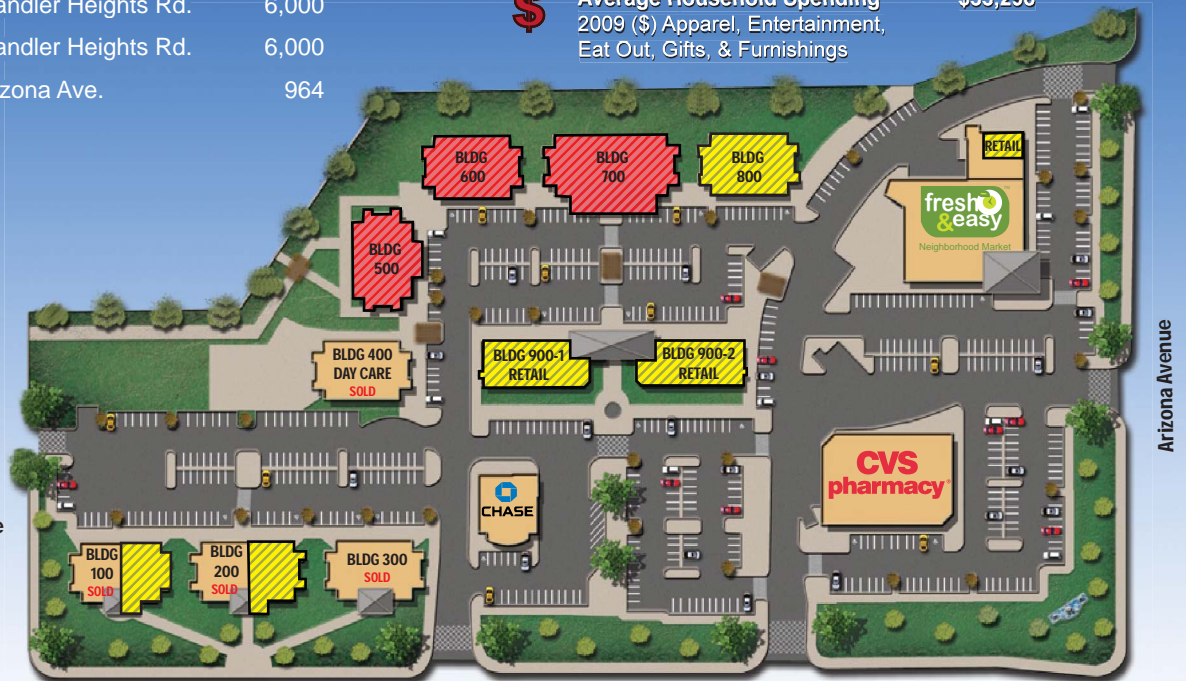 andler Heights Rd. 6,000
andler Heights Rd. 6,000
zona Ave. 964
$
2009 ($) Apparel, Entertainment,
Eat Out, Gifts, & Furnishings
BLDG
600
BLDG
700
BLDG
800
RETAIL
fresh
&easy
Neighborhood Market
BLDG
500
BLDG 400
DAY CARE
SOLD
BLDG 900-1
RETAIL
BLDG 900-2
RETAIL
Arizona Avenue
CHASE
CVS
pharmacy
e
BLDG
100
SOLD
BLDG
200
SOLD
BLDG 300
SOLD